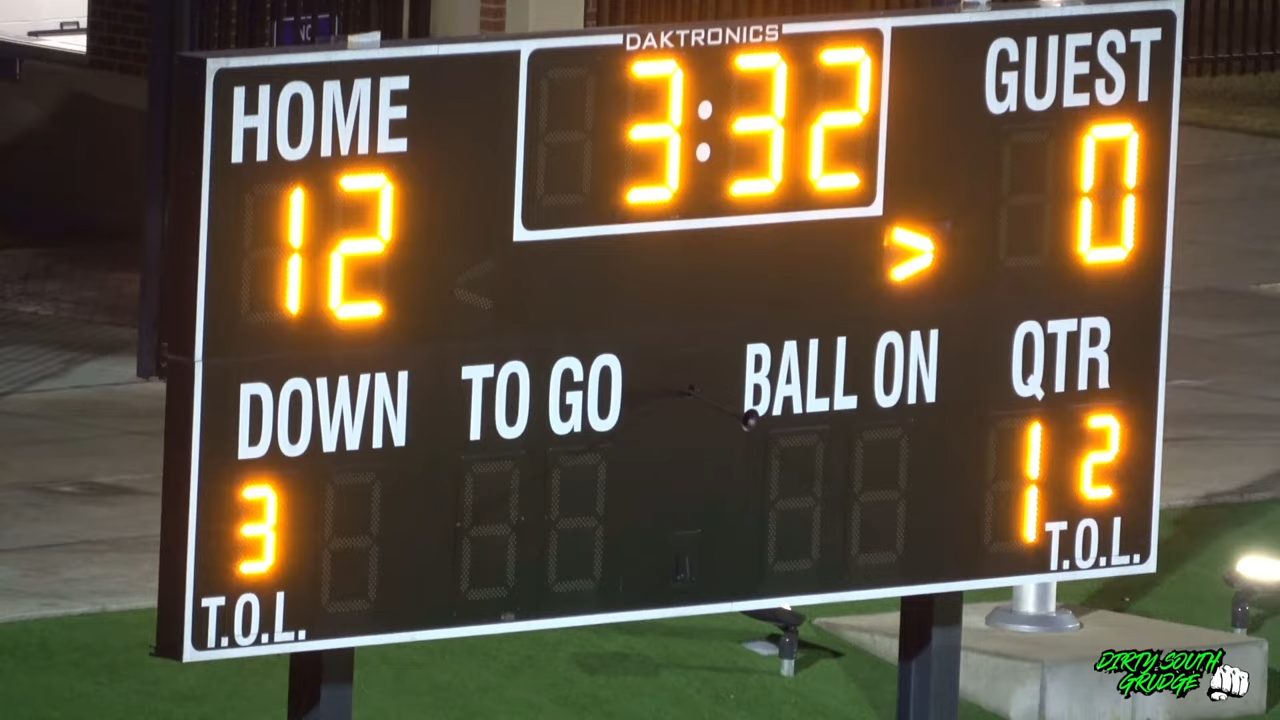 DAKTRONICS
HOME 3:32 GUEST
12 > 0
DOWN TO GO BALL ON QTR
3 1 2
T.O.L. T.O.L.
DIRTY SOUTH
GRUDGE